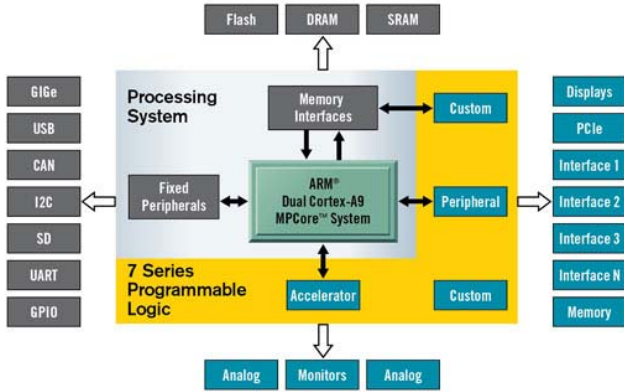 Flash
DRAM
SRAM
GIGe
USB
CAN
I2C
SD
UART
GPIO
Processing
System
Memory
Interfaces
Custom
Fixed
Peripherals
ARM®
Dual Cortex-A9
MPCore™ System
Peripheral
7 Series
Programmable
Logic
Accelerator
Custom
Displays
PCIe
Interface 1
Interface 2
Interface 3
Interface N
Memory
Analog
Monitors
Analog